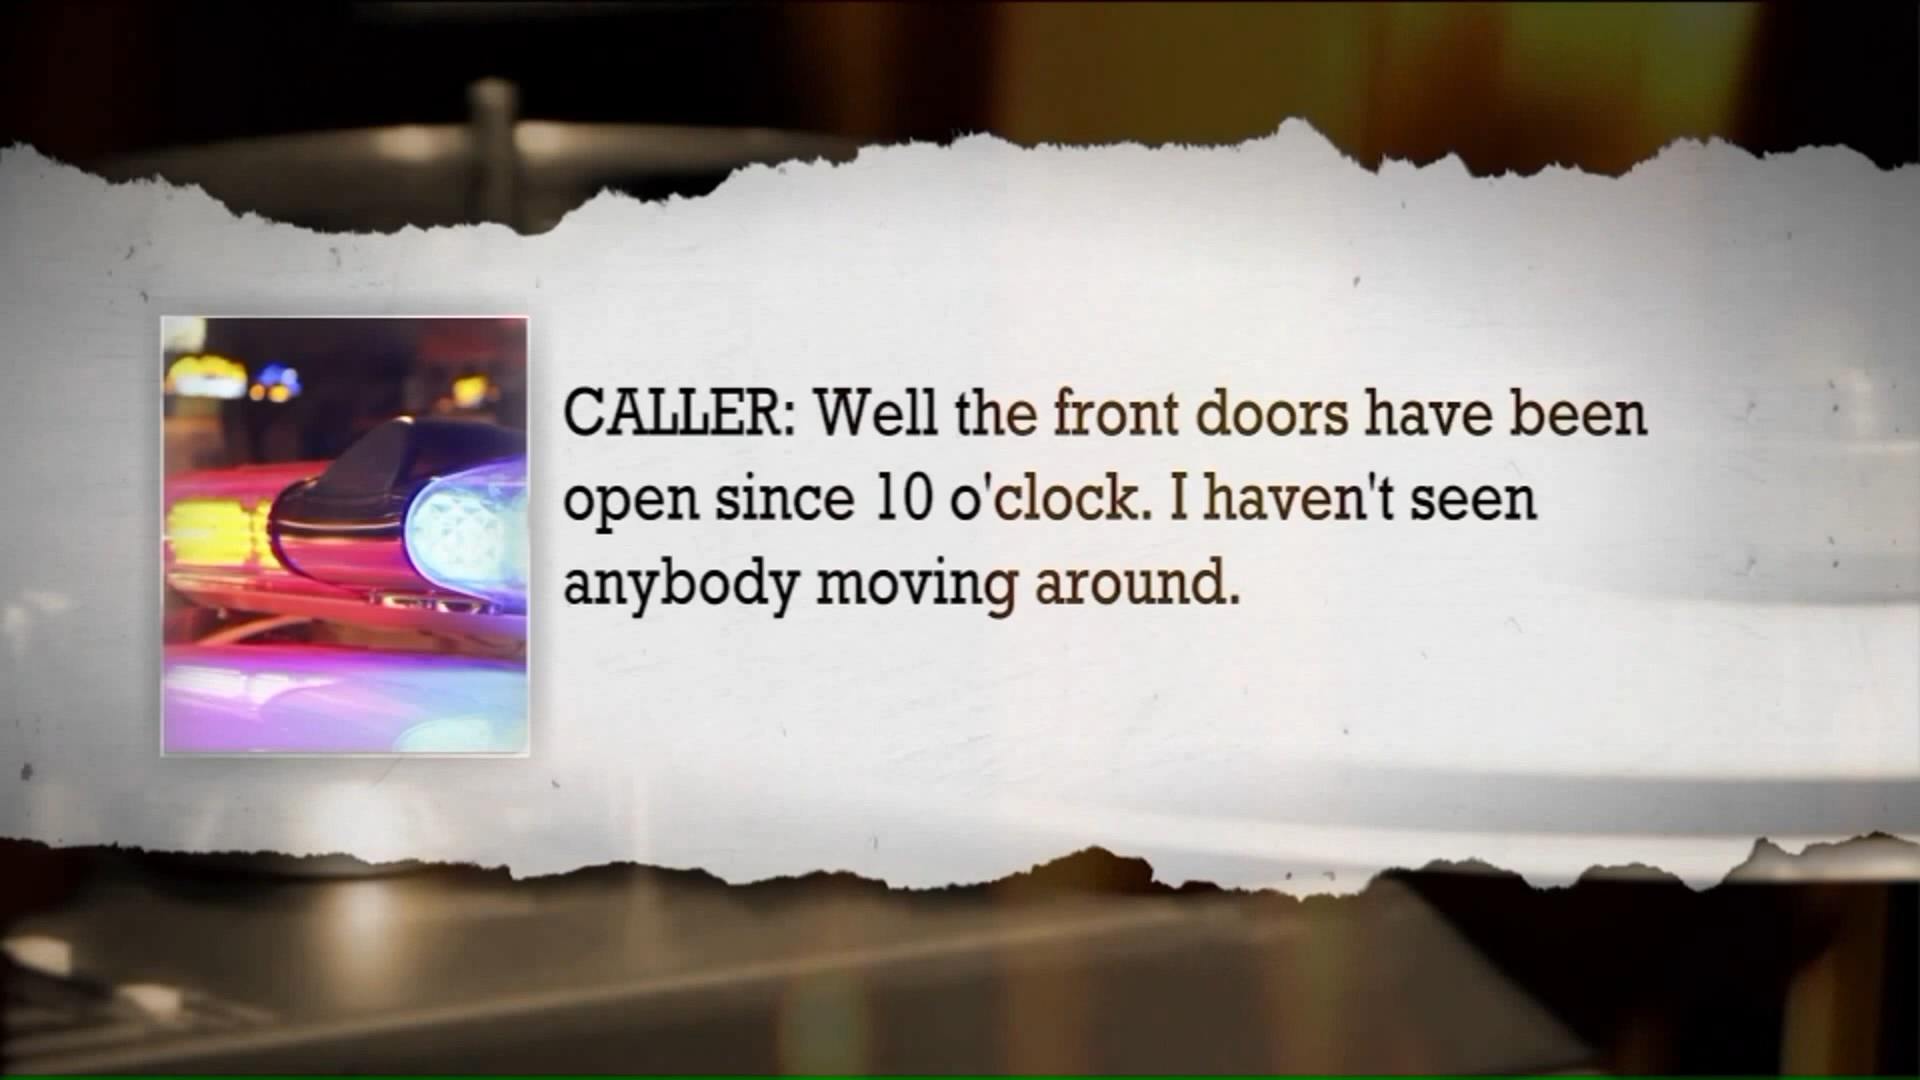 CALLER: Well the front doors have been
open since 10 o'clock. I haven't seen
anybody moving around.